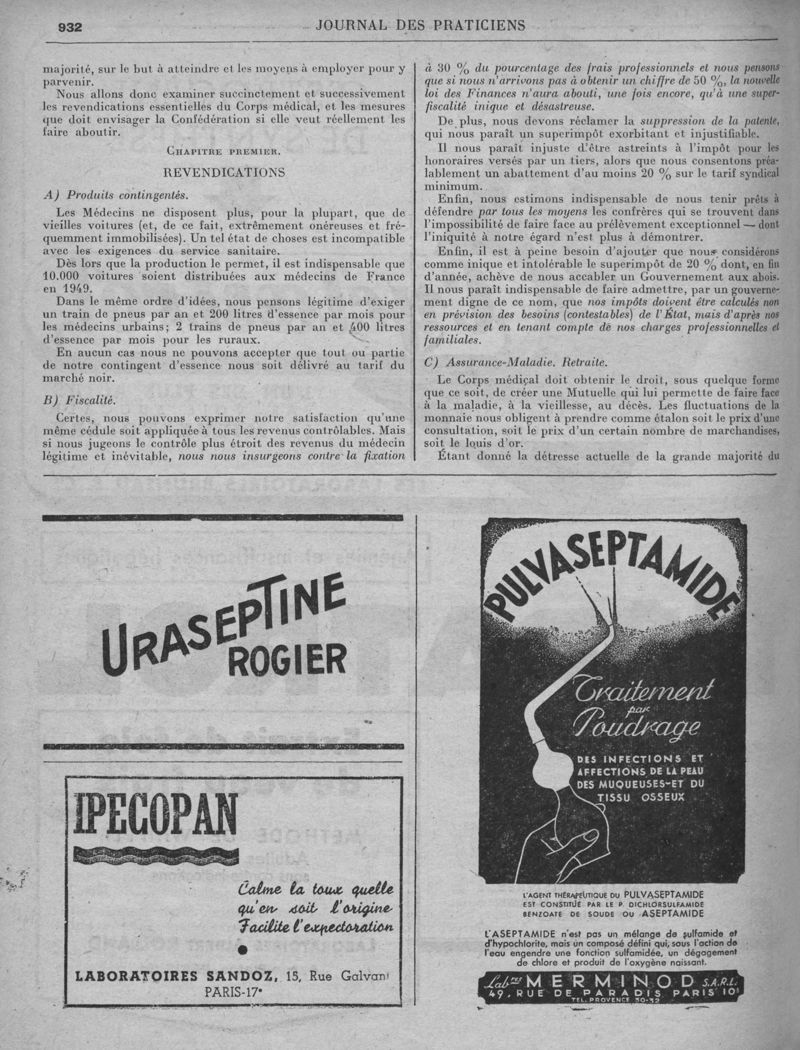 932
JOURNAL DES PRATICIENS
majorité, sur le but à atteindre et les moyens à employer pour y
parvenir.
Nous allons donc examiner succinctement et successivement
les revendications essentielles du Corps médical, et les mesures
que doit envisager la Confédération si elle veut réellement les
faire aboutir.
CHAPITRE PREMIER.
REVENDICATIONS
A) Produits contingentés.
Les Médecins ne disposent plus, pour la plupart, que de
vieilles voitures (et, de ce fait, extrêmement onéreuses et fré-
quemment immobilisées). Un tel état de choses est incompatible
avec les exigences du service sanitaire.
Dès lors que la production le permet, il est indispensable que
10.000 voitures soient distribuées aux médecins de France
en 1949.
Dans le même ordre d'idées, nous pensons légitime d'exiger
un train de pneus par an et 200 litres d'essence par mois pour
les médecins urbains; 2 trains de pneus par an et 400 litres
d'essence par mois pour les ruraux.
En aucun cas nous ne pouvons accepter que tout ou partie
de notre contingent d'essence nous soit délivré au tarif du
marché noir.
B) Fiscalité.
Certes, nous pouvons exprimer notre satisfaction qu'une
même cédule soit appliquée à tous les revenus contrôlables. Mais
si nous jugeons le contrôle plus étroit des revenus du médecin
légitime et inévitable, nous nous insurgeons contre la fixation
à 30 % du pourcentage des frais professionnels et nous pensons
que si nous n'arrivons pas à obtenir un chiffre de 50 %, la nouvelle
loi des Finances n'aura abouti, une fois encore, qu'à une super-
fiscalité inique et désastreuse.
De plus, nous devons réclamer la suppression de la patente,
qui nous paraît un superimpôt exorbitant et injustifiable.
Il nous paraît injuste d'être astreints à l'impôt pour les
honoraires versés par un tiers, alors que nous consentons préa-
lablement un abattement d'au moins 20 % sur le tarif syndical
minimum.
Enfin, nous estimons indispensable de nous tenir prêts à
défendre par tous les moyens les confrères qui se trouvent dans
l'impossibilité de faire face au prélèvement exceptionnel — dont
l'iniquité à notre égard n'est plus à démontrer.
Enfin, il est à peine besoin d'ajouter que nous considérons
comme inique et intolérable le superimpôt de 20 % dont, en fin
d'année, achève de nous accabler un Gouvernement aux abois.
Il nous paraît indispensable de faire admettre, par un gouverne-
ment digne de ce nom, que nos impôts doivent être calculés non
en prévision des besoins (contestables) de l'État, mais d'après nos
ressources et en tenant compte de nos charges professionnelles et
familiales.
C) Assurance-Maladie. Retraite.
Le Corps médical doit obtenir le droit, sous quelque forme
que ce soit, de créer une Mutuelle qui lui permette de faire face
à la maladie, à la vieillesse, au décès. Les fluctuations de la
monnaie nous obligent à prendre comme étalon soit le prix d'une
consultation, soit le prix d'un certain nombre de marchandises,
soit le louis d'or.
Étant donné la détresse actuelle de la grande majorité du
URASEPTINE
ROGIER
IPECOPAN
Calme la toux quelle
qu'en soit l'origine
Facilite l'expectoration
LABORATOIRES SANDOZ, 15, Rue Galvani
PARIS-17e
PULVASEPTAMIDE
Traitement
par
Poudrage
DES INFECTIONS ET
AFFECTIONS DE LA PEAU
DES MUQUEUSES-ET DU
TISSU OSSEUX
L'AGENT THÉRAPEUTIQUE DU PULVASEPTAMIDE
EST CONSTITUÉ PAR LE P. DICHLORSULFAMIDE
BENZOATE DE SOUDE OU ASEPTAMIDE
L'ASEPTAMIDE n'est pas un mélange de sulfamide et
d'hypochlorite, mais un composé défini qui, sous l'action de
l'eau engendre une fonction sulfamidée, un dégagement
de chlore et produit de l'oxygène naissant.
Labres MERMINOD S.A.R.L.
49, RUE DE PARADIS PARIS 10e
TEL. PROVENCE 30-32